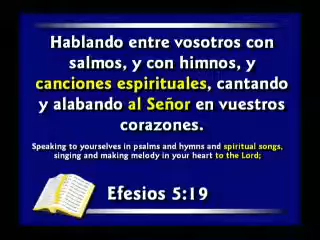 Hablando entre vosotros con
salmos, y con himnos, y
canciones espirituales, cantando
y alabando al Señor en vuestros
corazones.
Speaking to yourselves in psalms and hymns and spiritual songs,
singing and making melody in your heart to the Lord;
Efesios 5:19